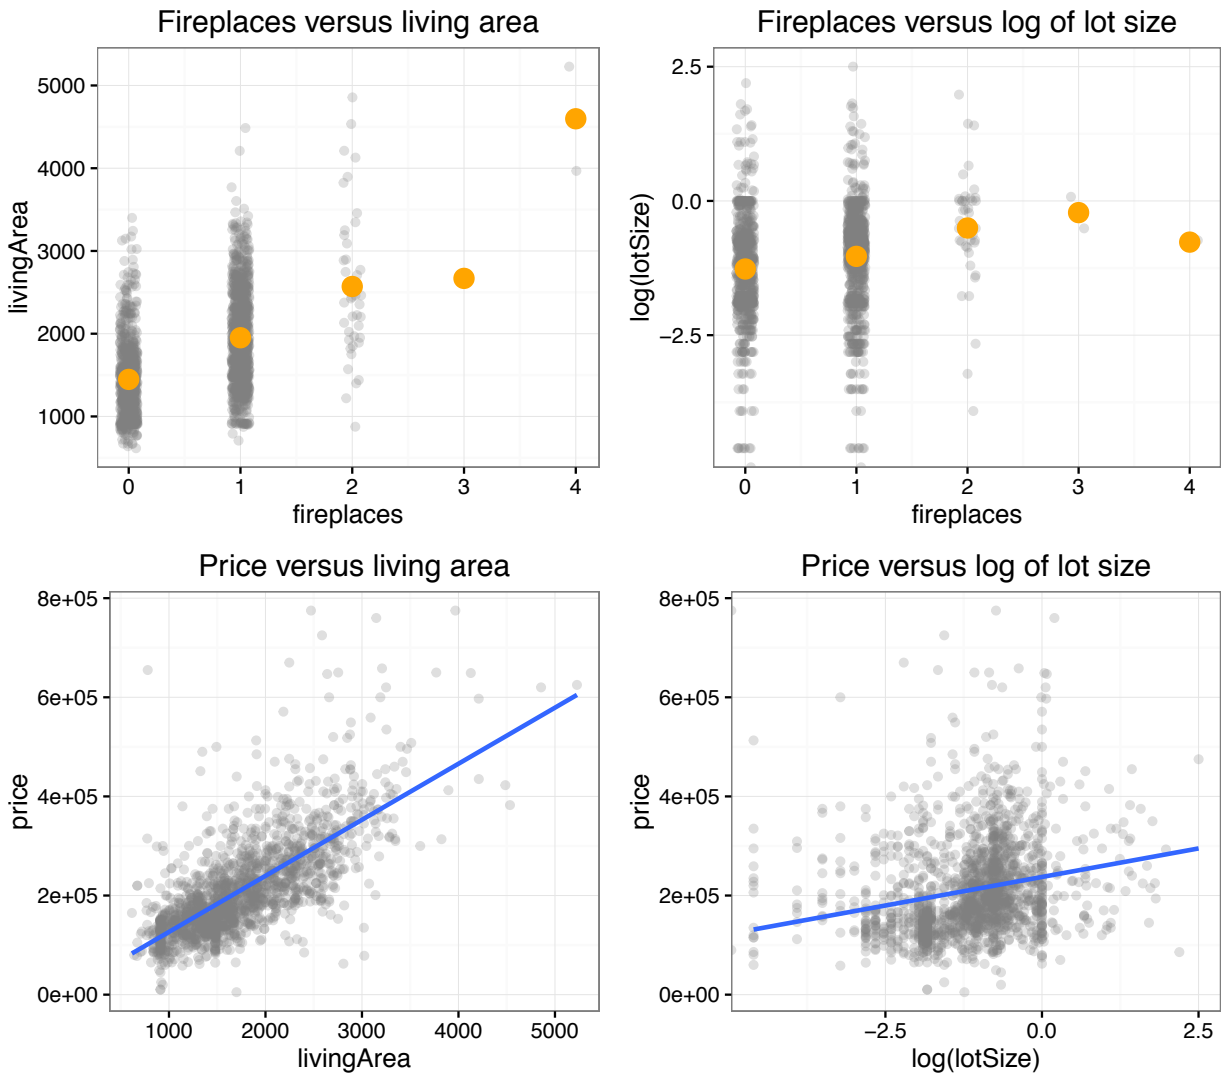 Fireplaces versus living area
5000
4000
3000
2000
1000
livingArea
0 1 2 3 4
fireplaces
Fireplaces versus log of lot size
2.5
0.0
−2.5
log(lotSize)
0 1 2 3 4
fireplaces
Price versus living area
8e+05
6e+05
4e+05
2e+05
0e+00
price
1000 2000 3000 4000 5000
livingArea
Price versus log of lot size
8e+05
6e+05
4e+05
2e+05
0e+00
price
−2.5 0.0 2.5
log(lotSize)